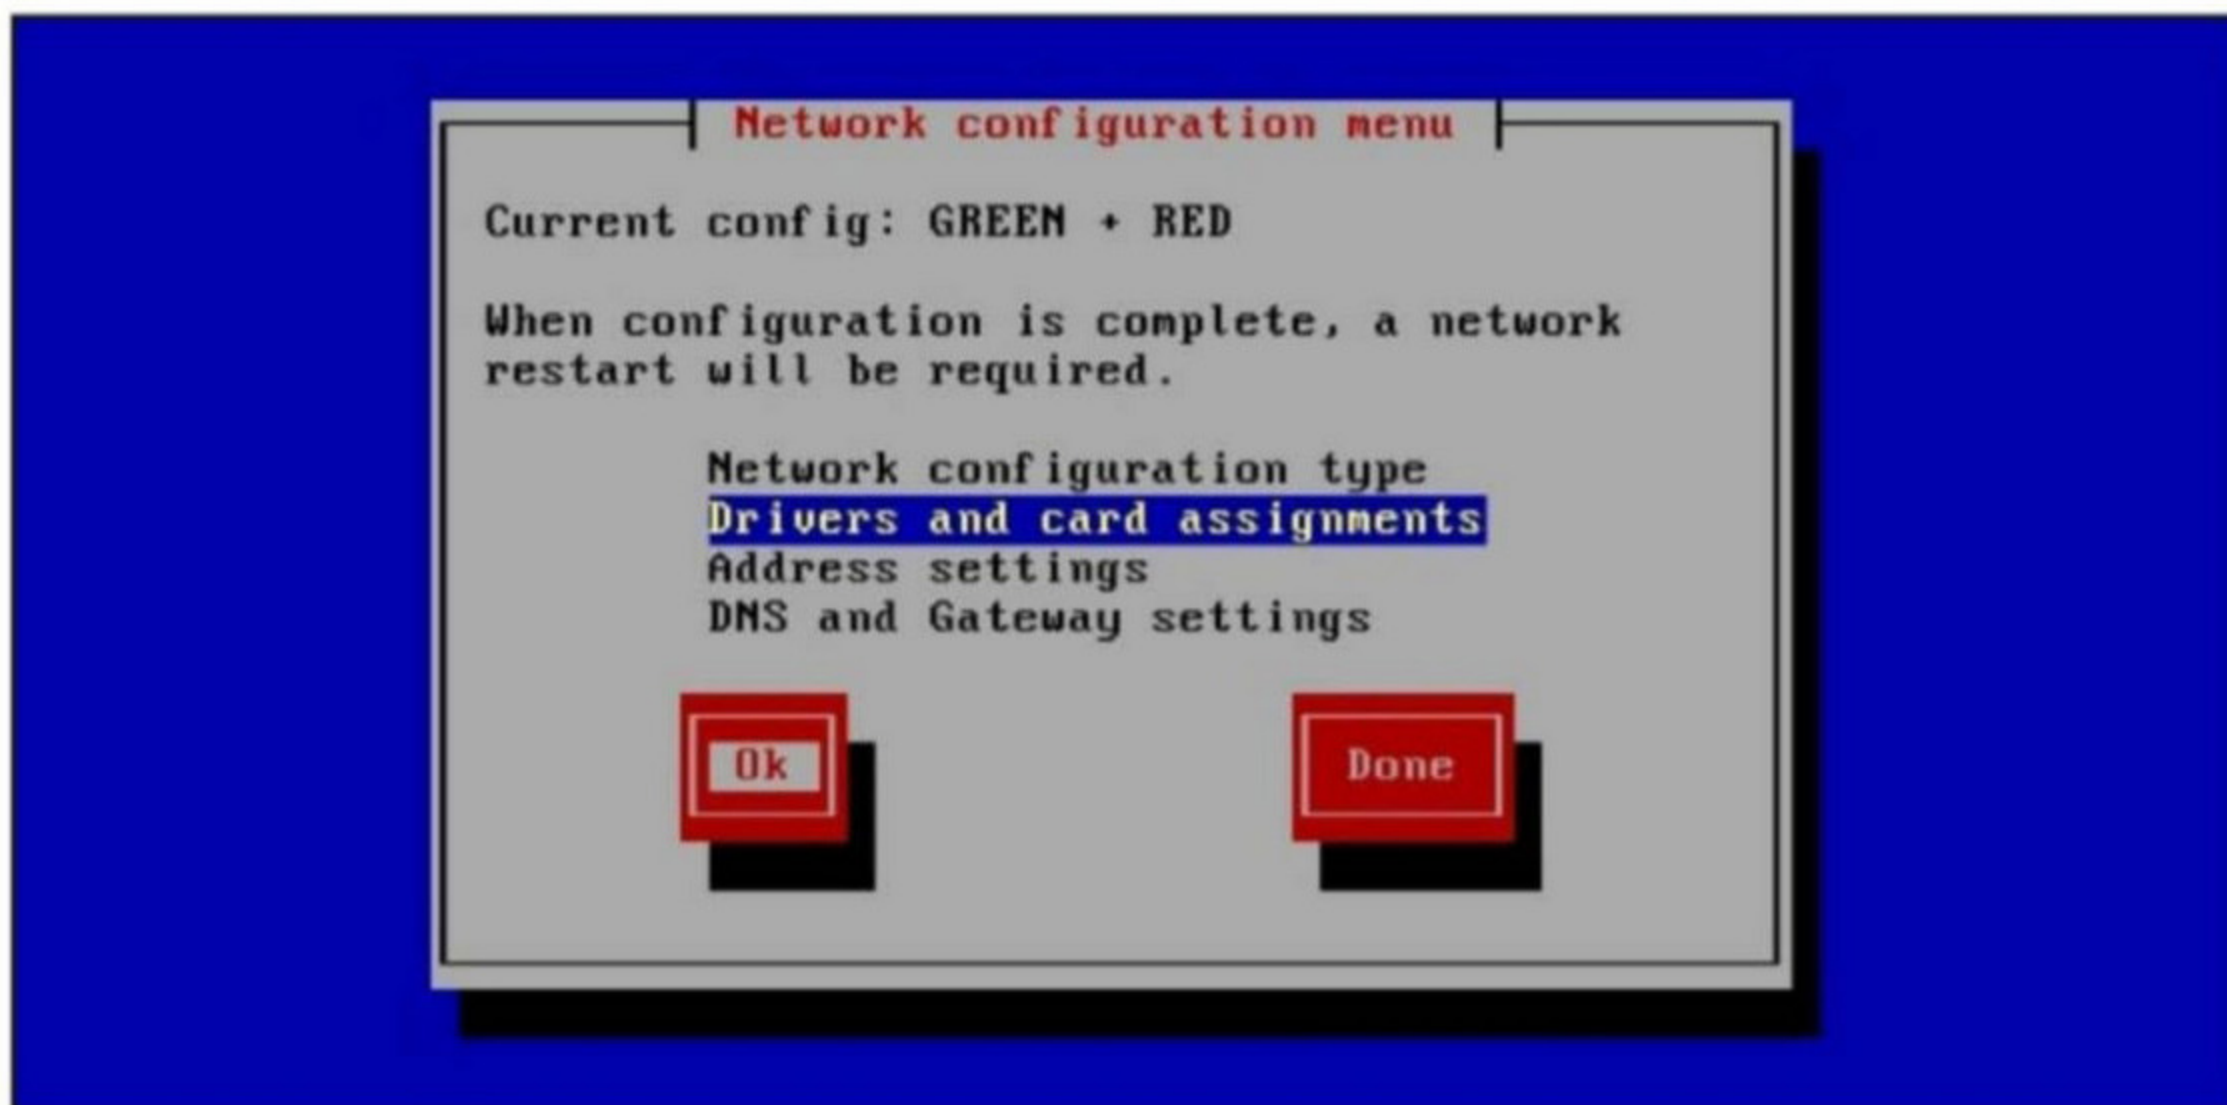 Network configuration menu
Current config: GREEN + RED
When configuration is complete, a network
restart will be required.
Network configuration type
Drivers and card assignments
Address settings
DNS and Gateway settings
Ok
Done